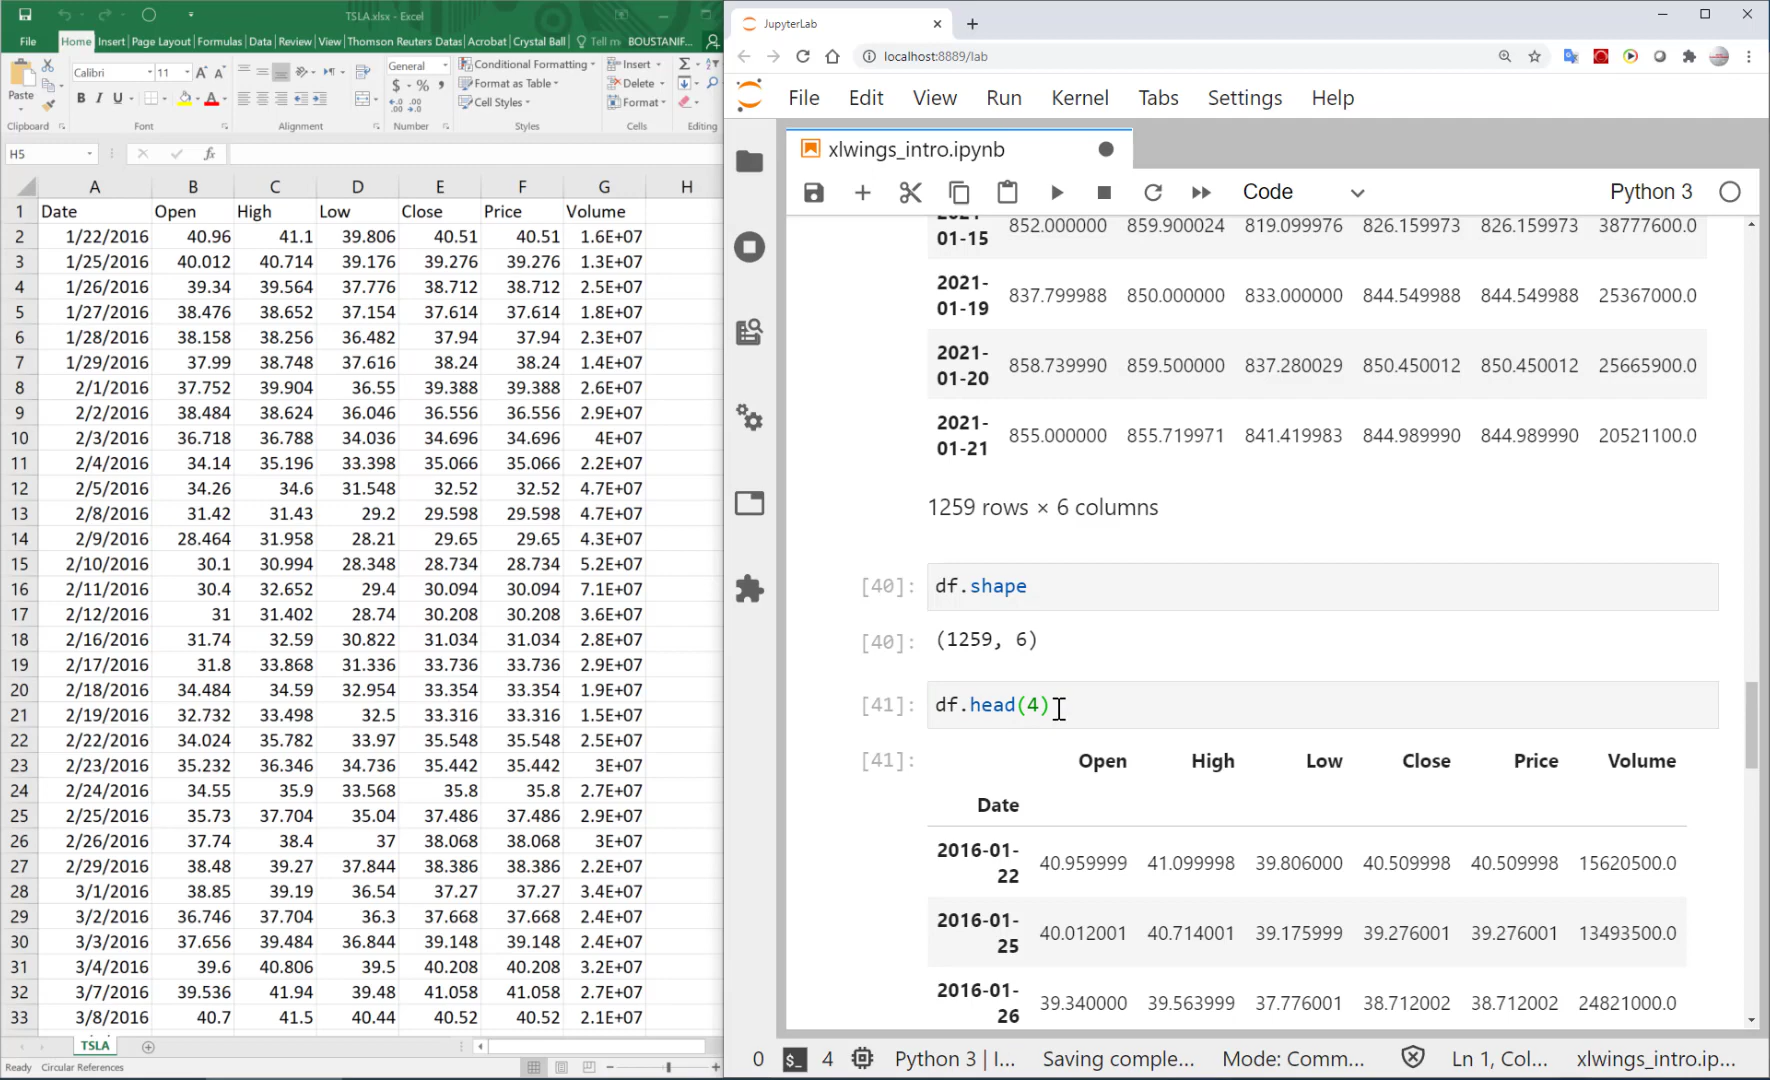 TSLA.xlsx - Excel
File Home Insert Page Layout Formulas Data Review View Thomson Reuters Datas Acrobat Crystal Ball Tell m BOUSTANIF...
Paste
Calibri 11
B I U
General
$ % ,
Conditional Formatting
Format as Table
Cell Styles
Insert
Delete
Format
Clipboard Font Alignment Number Styles Cells Editing
H5 fx
A B C D E F G H
1 Date Open High Low Close Price Volume
2 1/22/2016 40.96 41.1 39.806 40.51 40.51 1.6E+07
3 1/25/2016 40.012 40.714 39.176 39.276 39.276 1.3E+07
4 1/26/2016 39.34 39.564 37.776 38.712 38.712 2.5E+07
5 1/27/2016 38.476 38.652 37.154 37.614 37.614 1.8E+07
6 1/28/2016 38.158 38.256 36.482 37.94 37.94 2.3E+07
7 1/29/2016 37.99 38.748 37.616 38.24 38.24 1.4E+07
8 2/1/2016 37.752 39.904 36.55 39.388 39.388 2.6E+07
9 2/2/2016 38.484 38.624 36.046 36.556 36.556 2.9E+07
10 2/3/2016 36.718 36.788 34.036 34.696 34.696 4E+07
11 2/4/2016 34.14 35.196 33.398 35.066 35.066 2.2E+07
12 2/5/2016 34.26 34.6 31.548 32.52 32.52 4.7E+07
13 2/8/2016 31.42 31.43 29.2 29.598 29.598 4.7E+07
14 2/9/2016 28.464 31.958 28.21 29.65 29.65 4.3E+07
15 2/10/2016 30.1 30.994 28.348 28.734 28.734 5.2E+07
16 2/11/2016 30.4 32.652 29.4 30.094 30.094 7.1E+07
17 2/12/2016 31 31.402 28.74 30.208 30.208 3.6E+07
18 2/16/2016 31.74 32.59 30.822 31.034 31.034 2.8E+07
19 2/17/2016 31.8 33.868 31.336 33.736 33.736 2.9E+07
20 2/18/2016 34.484 34.59 32.954 33.354 33.354 1.9E+07
21 2/19/2016 32.732 33.498 32.5 33.316 33.316 1.5E+07
22 2/22/2016 34.024 35.782 33.97 35.548 35.548 2.5E+07
23 2/23/2016 35.232 36.346 34.736 35.442 35.442 3E+07
24 2/24/2016 34.55 35.9 33.568 35.8 35.8 2.7E+07
25 2/25/2016 35.73 37.704 35.04 37.486 37.486 2.9E+07
26 2/26/2016 37.74 38.4 37 38.068 38.068 3E+07
27 2/29/2016 38.48 39.27 37.844 38.386 38.386 2.2E+07
28 3/1/2016 38.85 39.19 36.54 37.27 37.27 3.4E+07
29 3/2/2016 36.746 37.704 36.3 37.668 37.668 2.4E+07
30 3/3/2016 37.656 39.484 36.844 39.148 39.148 2.4E+07
31 3/4/2016 39.6 40.806 39.5 40.208 40.208 3.2E+07
32 3/7/2016 39.536 41.94 39.48 41.058 41.058 2.7E+07
33 3/8/2016 40.7 41.5 40.44 40.52 40.52 2.1E+07
TSLA
Ready Circular References
JupyterLab
localhost:8889/lab
File Edit View Run Kernel Tabs Settings Help
xlwings_intro.ipynb
Code Python 3
2021-
01-15 852.000000 859.900024 819.099976 826.159973 826.159973 38777600.0
2021-
01-19 837.799988 850.000000 833.000000 844.549988 844.549988 25367000.0
2021-
01-20 858.739990 859.500000 837.280029 850.450012 850.450012 25665900.0
2021-
01-21 855.000000 855.719971 841.419983 844.989990 844.989990 20521100.0
1259 rows × 6 columns
[40]: df.shape
[40]: (1259, 6)
[41]: df.head(4)
[41]: Open High Low Close Price Volume
Date
2016-01-
22 40.959999 41.099998 39.806000 40.509998 40.509998 15620500.0
2016-01-
25 40.012001 40.714001 39.175999 39.276001 39.276001 13493500.0
2016-01-
26 39.340000 39.563999 37.776001 38.712002 38.712002 24821000.0
0 $_ 4 Python 3 | I... Saving comple... Mode: Comm... Ln 1, Col... xlwings_intro.ip...